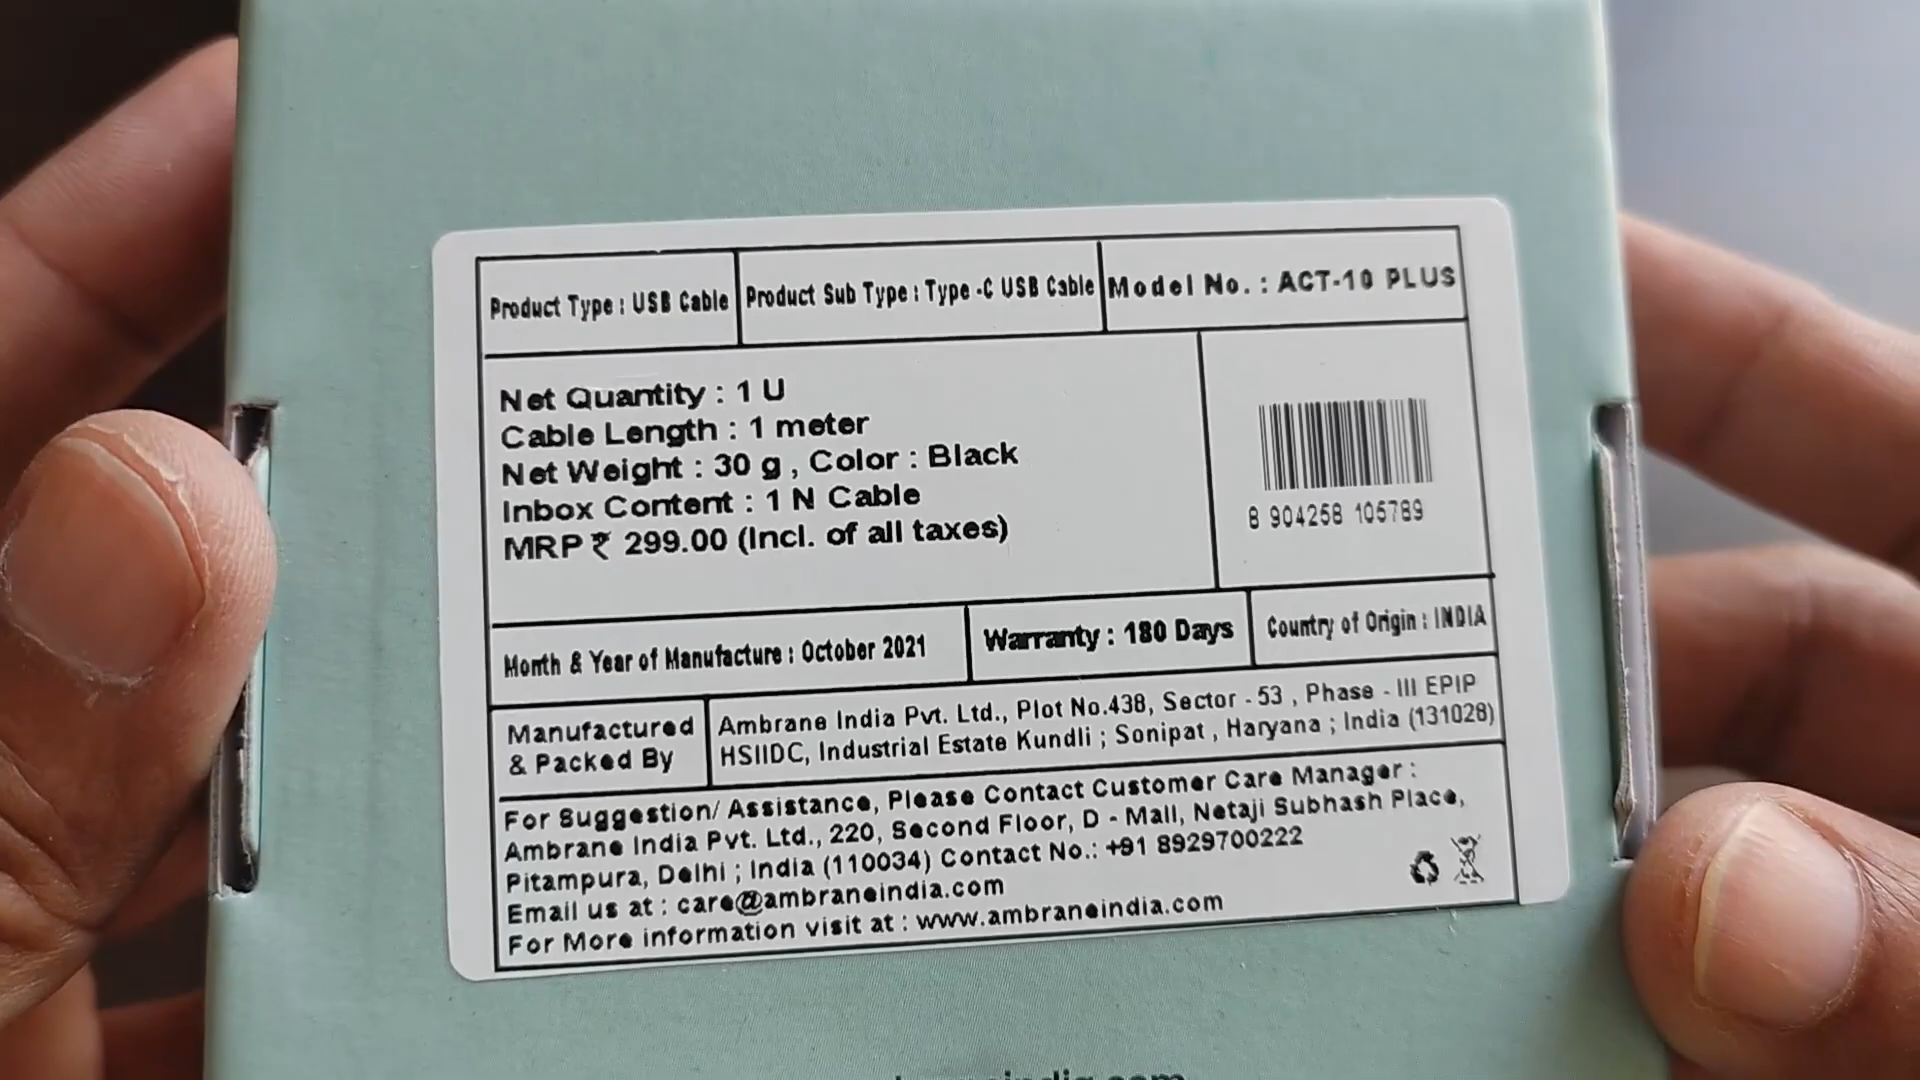 Product Type : USB Cable
Product Sub Type : Type -C USB Cable
Model No. : ACT-10 PLUS
Net Quantity : 1 U
Cable Length : 1 meter
Net Weight : 30 g , Color : Black
Inbox Content : 1 N Cable
MRP ₹ 299.00 (Incl. of all taxes)
8 904258 105789
Month & Year of Manufacture : October 2021
Warranty : 180 Days
Country of Origin : INDIA
Manufactured
& Packed By
Ambrane India Pvt. Ltd., Plot No.438, Sector - 53 , Phase - III EPIP
HSIIDC, Industrial Estate Kundli ; Sonipat , Haryana ; India (131028)
For Suggestion/ Assistance, Please Contact Customer Care Manager :
Ambrane India Pvt. Ltd., 220, Second Floor, D - Mall, Netaji Subhash Place,
Pitampura, Delhi ; India (110034) Contact No.: +91 8929700222
Email us at : care@ambraneindia.com
For More information visit at : www.ambraneindia.com